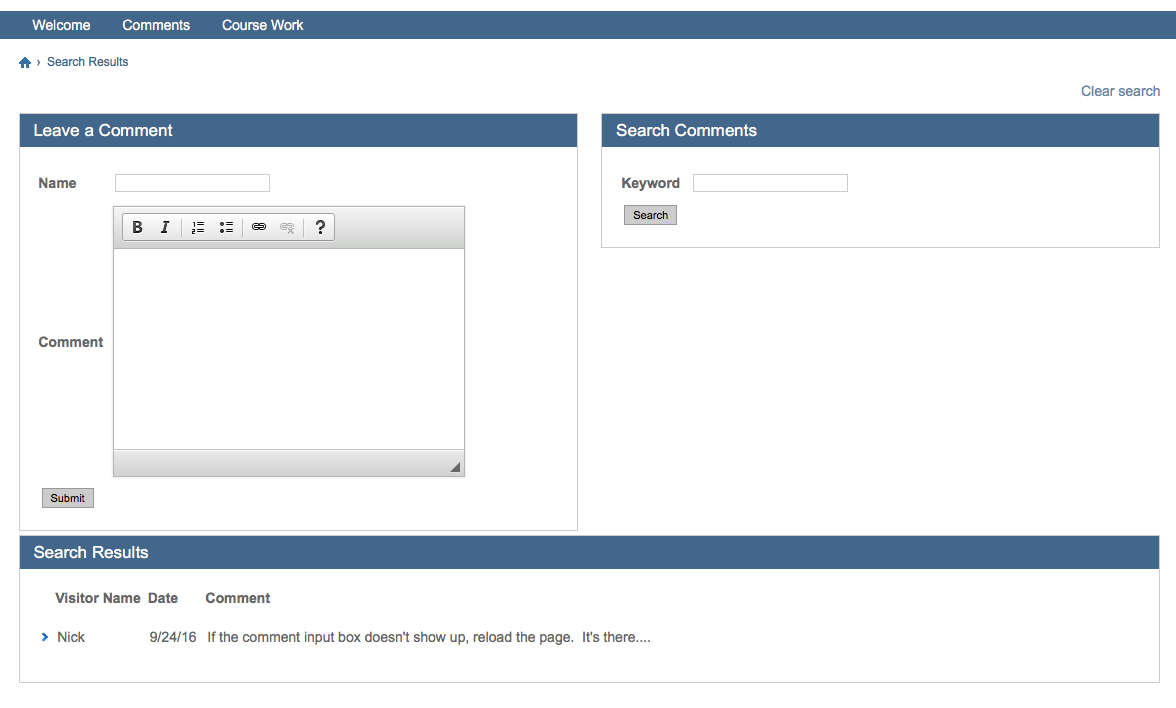 Welcome Comments Course Work
› Search Results
Clear search
Leave a Comment
Name
B I ?
Comment
Submit
Search Comments
Keyword
Search
Search Results
Visitor Name Date Comment
Nick 9/24/16 If the comment input box doesn't show up, reload the page.  It's there....